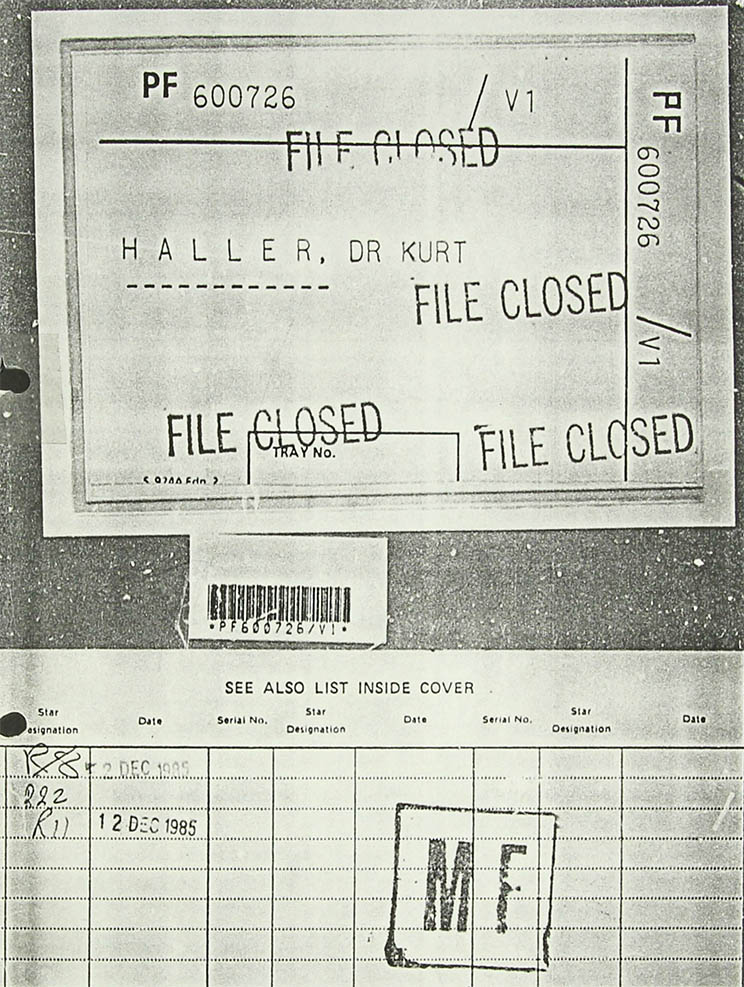 PF 600726 / V1
FILE CLOSED
HALLER, DR KURT
FILE CLOSED
FILE CLOSED
TRAY No.
FILE CLOSED
PF 600726 / V1
*PF600726/V1*
SEE ALSO LIST INSIDE COVER
Star esignation Date Serial No. Star Designation Date Serial No. Star Designation Date
2 DEC 1985
222
R11 12 DEC 1985
MF